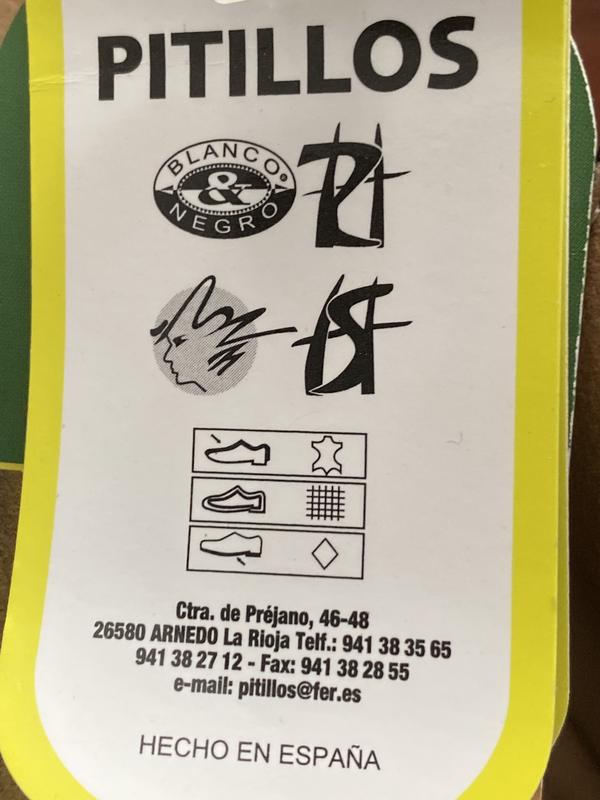 PITILLOS
BLANCO
&
NEGRO
Ctra. de Préjano, 46-48
26580 ARNEDO La Rioja Telf.: 941 38 35 65
941 38 27 12 - Fax: 941 38 28 55
e-mail: pitillos@fer.es
HECHO EN ESPAÑA